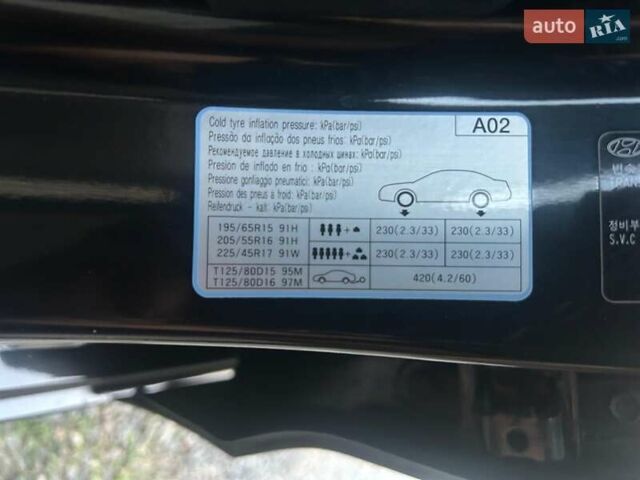 auto RIA
.com
Cold tyre inflation pressure: kPa(bar/psi)
A02
Pressão da inflação dos pneus frios: kPa(bar/psi)
Рекомендуемое давление в холодных шинах: kPa(bar/psi)
Presion de inflado en frio : kPa(bar/psi)
Pressione gonfiaggio pneumatici: kPa(bar/psi)
Pression des pneus à froid: kPa(bar/psi)
Reifendruck - kalt: kPa(bar/psi)
195/65R15 91H
205/55R16 91H
225/45R17 91W
+
230(2.3/33) 230(2.3/33)
+
230(2.3/33) 230(2.3/33)
T125/80D15 95M
T125/80D16 97M
420(4.2/60)
정비부
S.V.C